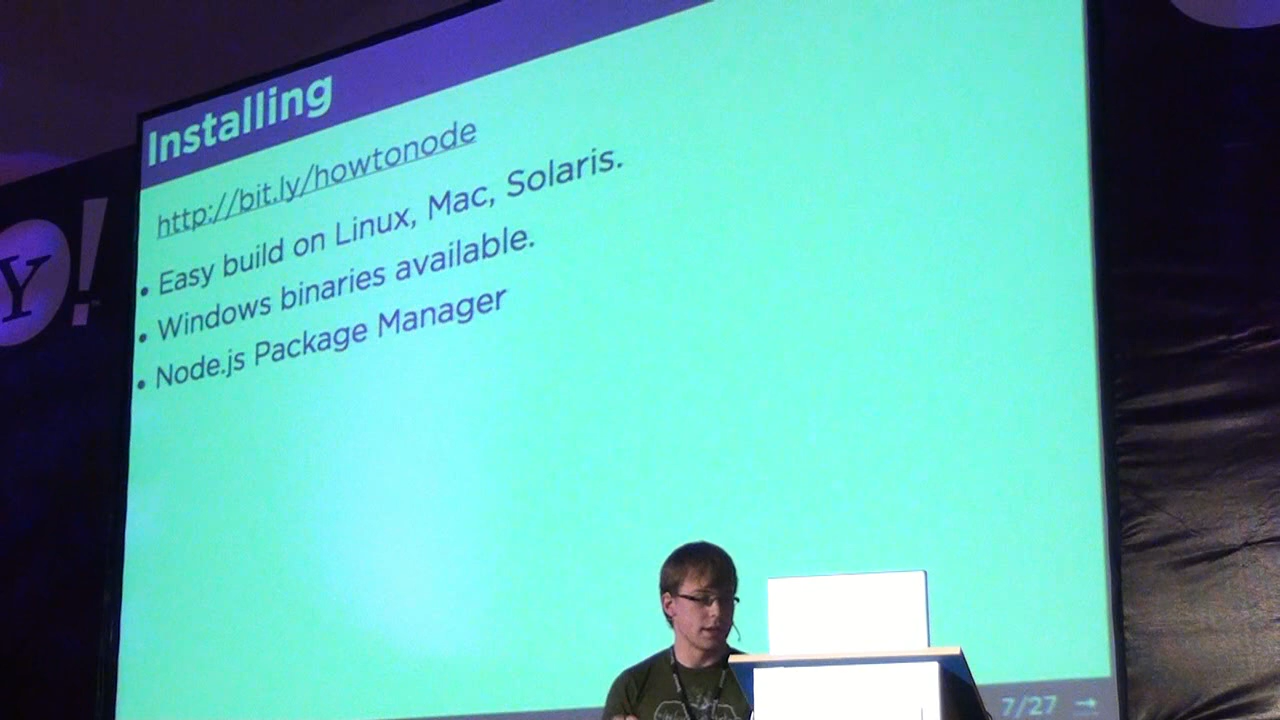 Installing
http://bit.ly/howtonode
• Easy build on Linux, Mac, Solaris.
• Windows binaries available.
• Node.js Package Manager
Y!
7/27 →